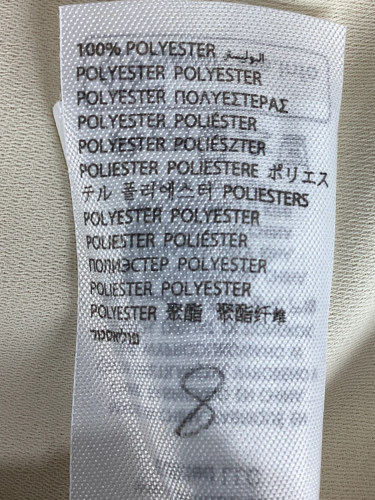 100% POLYESTER البوليستر
POLYESTER POLYESTER
POLYESTER ΠΟΛΥΕΣΤΕΡΑΣ
POLYESTER POLIÉSTER
POLYESTER POLIÉSZTER
POLIESTER POLIESTERE ポリエス
テル 폴리에스터 POLIESTERS
POLYESTER POLYESTER
POLIESTER POLIÉSTER
ПОЛИЭСТЕР POLYESTER
POLIESTER POLYESTER
POLYESTER 聚酯 聚酯纤维
פוליאסטר
8